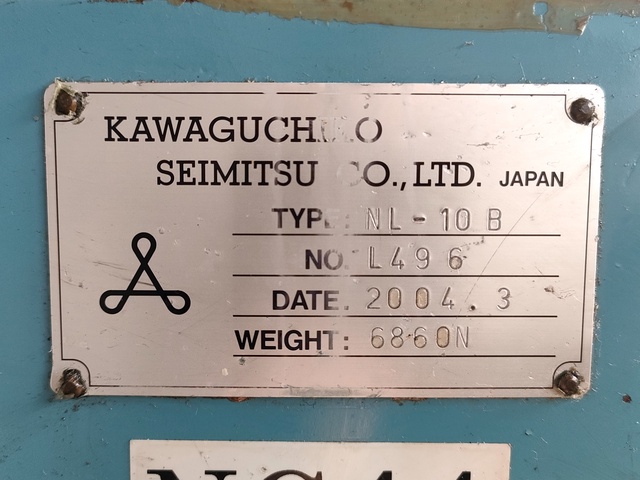 SEIMITSU CO., LTD. JAPAN
TYPE: NL-10B
NO. L496
DATE. 2004.3
WEIGHT: 6860N